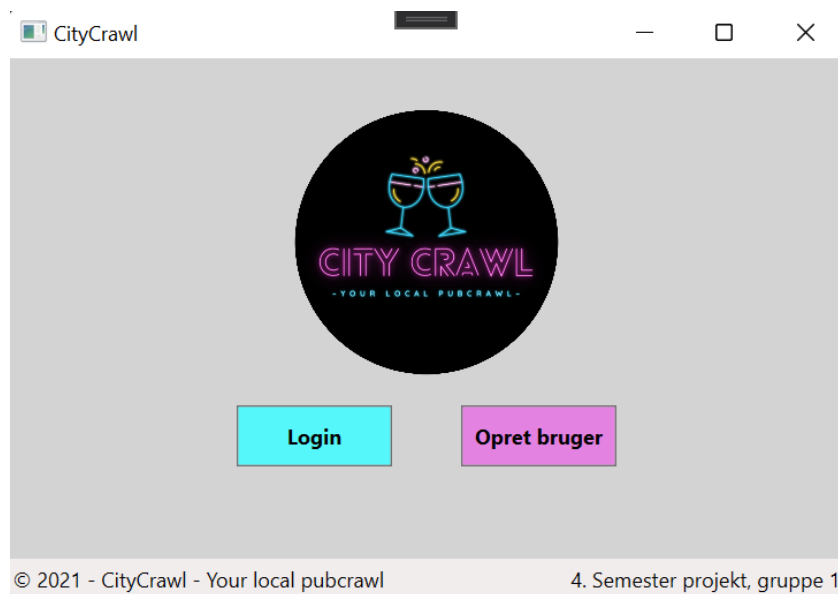 CityCrawl
CITY CRAWL
-YOUR LOCAL PUBCRAWL-
Login
Opret bruger
© 2021 - CityCrawl - Your local pubcrawl
4. Semester projekt, gruppe 1